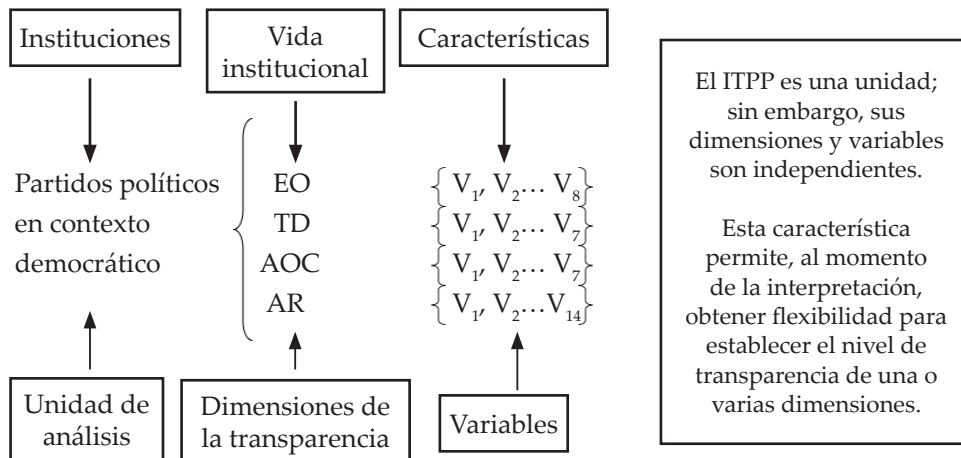 Instituciones
Vida
institucional
Características
Partidos políticos
en contexto
democrático
EO
TD
AOC
AR
{V1, V2… V8}
{V1, V2… V7}
{V1, V2… V7}
{V1, V2…V14}
Unidad de
análisis
Dimensiones de
la transparencia
Variables
El ITPP es una unidad;
sin embargo, sus
dimensiones y variables
son independientes.
Esta característica
permite, al momento
de la interpretación,
obtener flexibilidad para
establecer el nivel de
transparencia de una o
varias dimensiones.